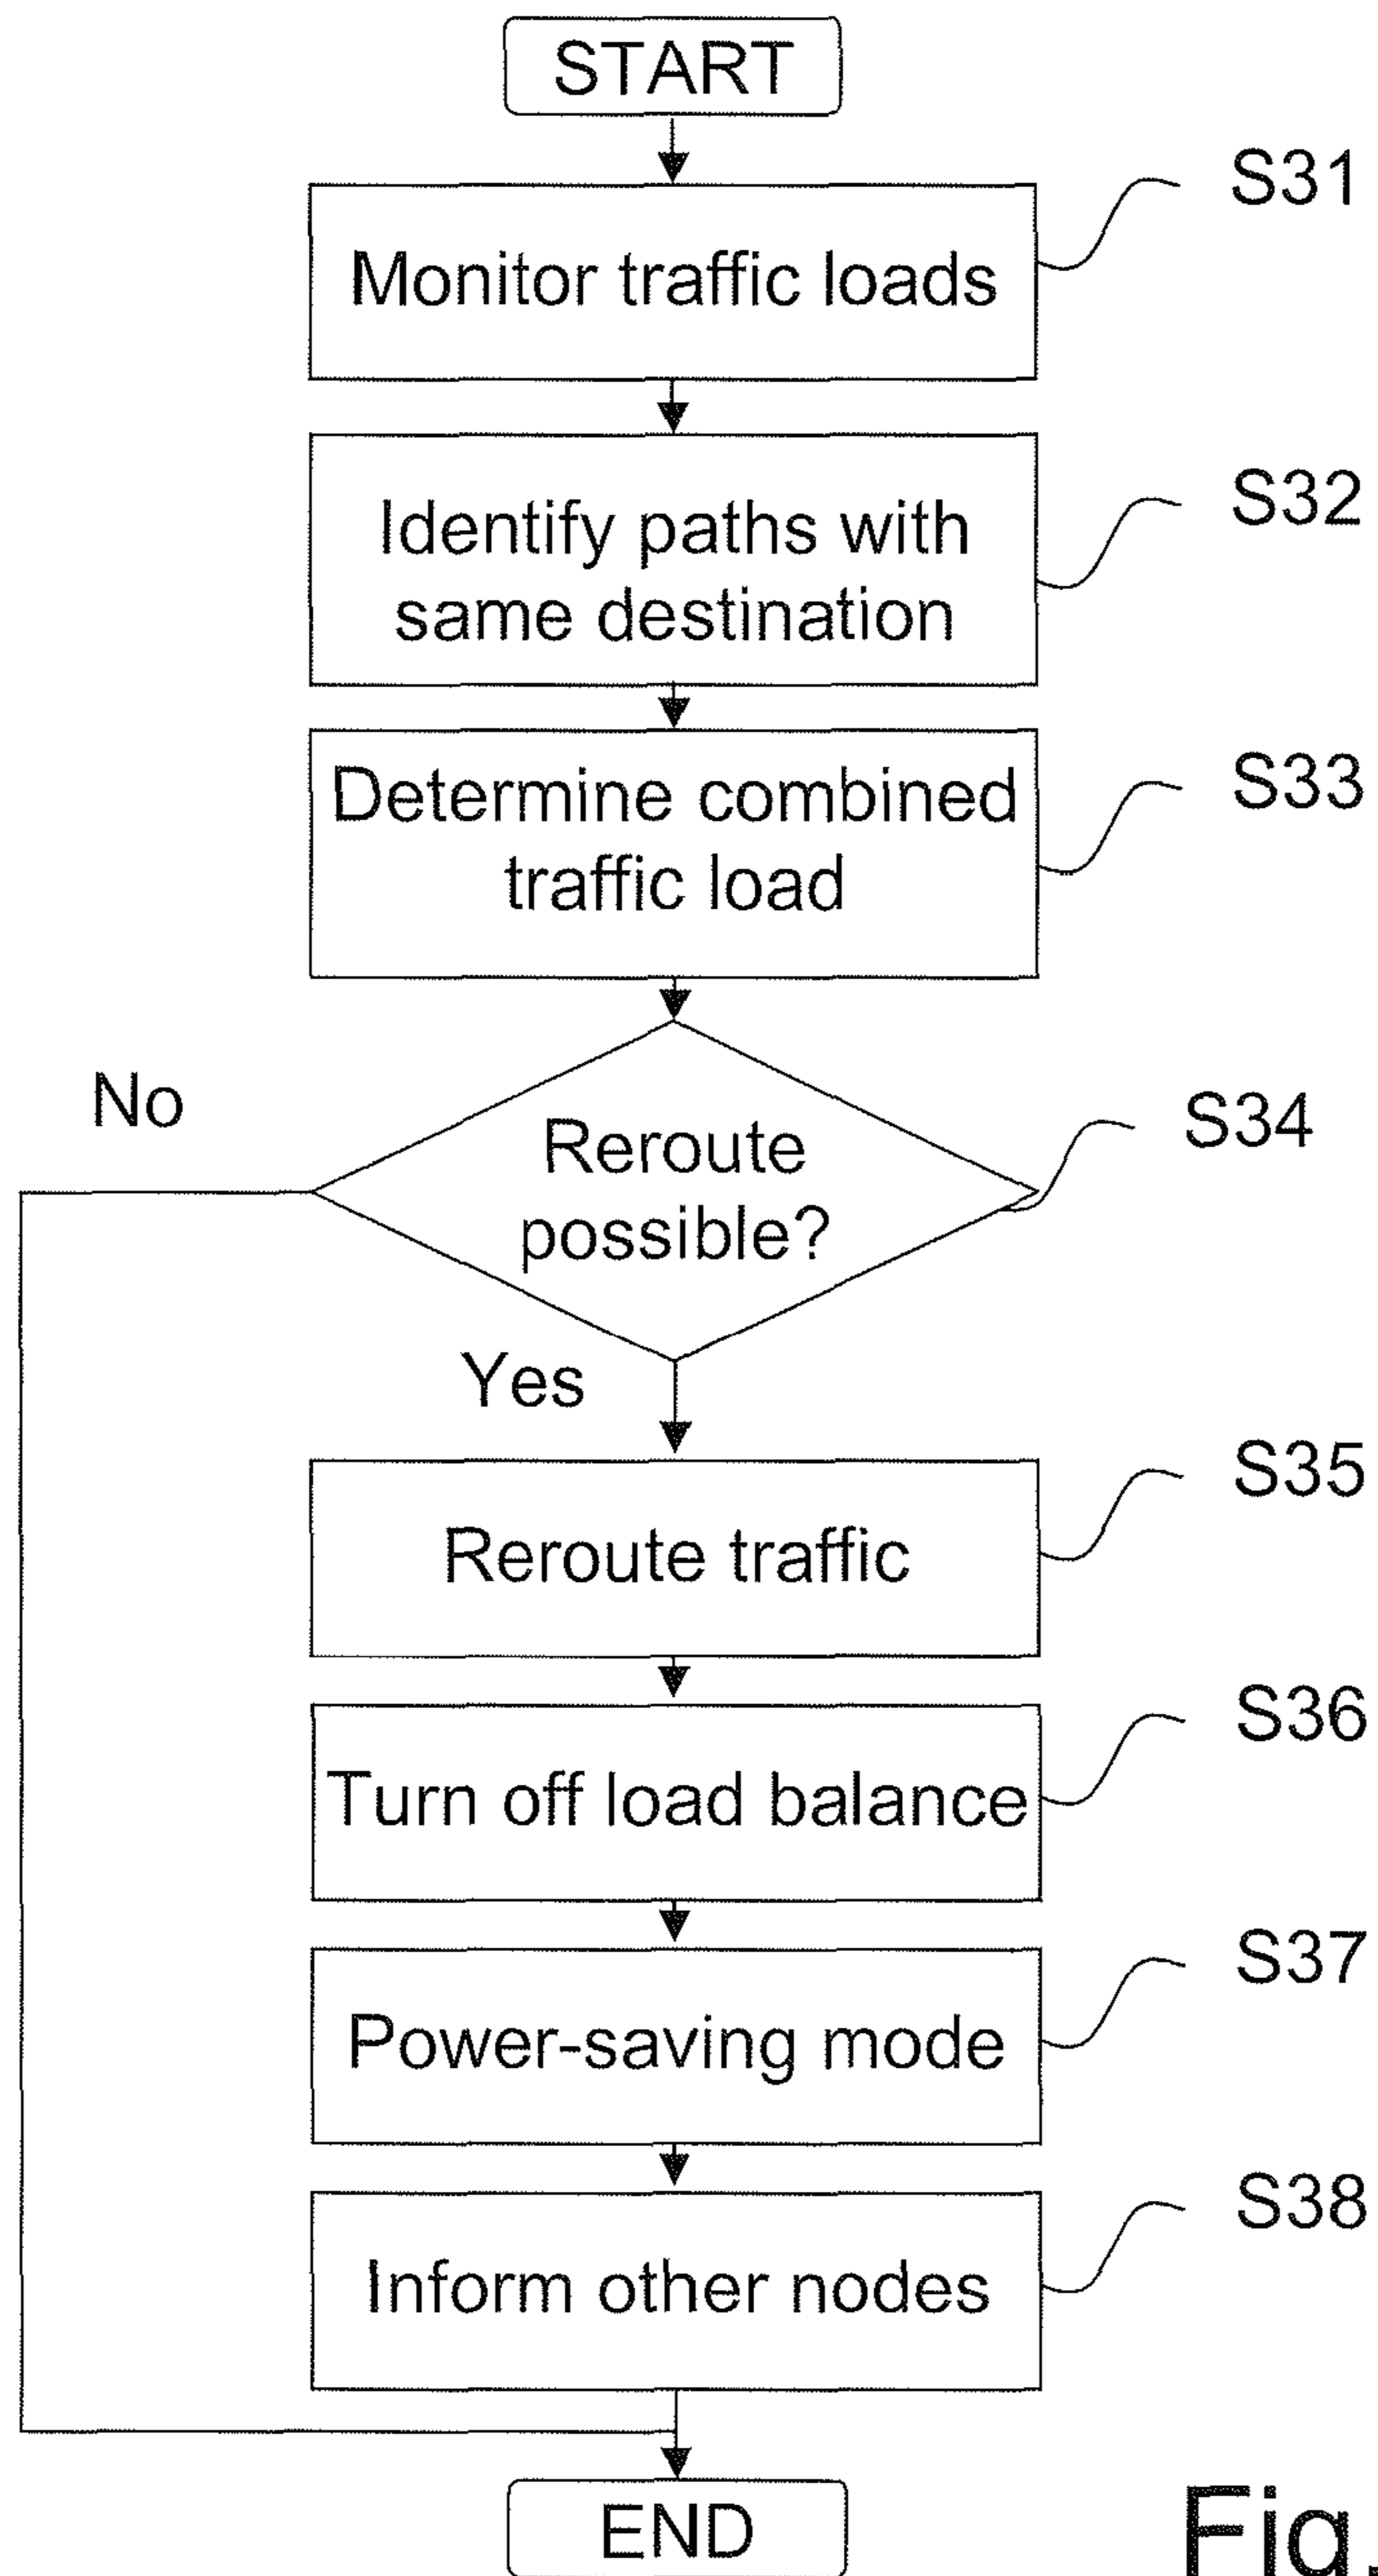 START
S31
Monitor traffic loads
S32
Identify paths with
same destination
S33
Determine combined
traffic load
No
S34
Reroute
possible?
Yes
S35
Reroute traffic
S36
Turn off load balance
S37
Power-saving mode
S38
Inform other nodes
END
Fig.